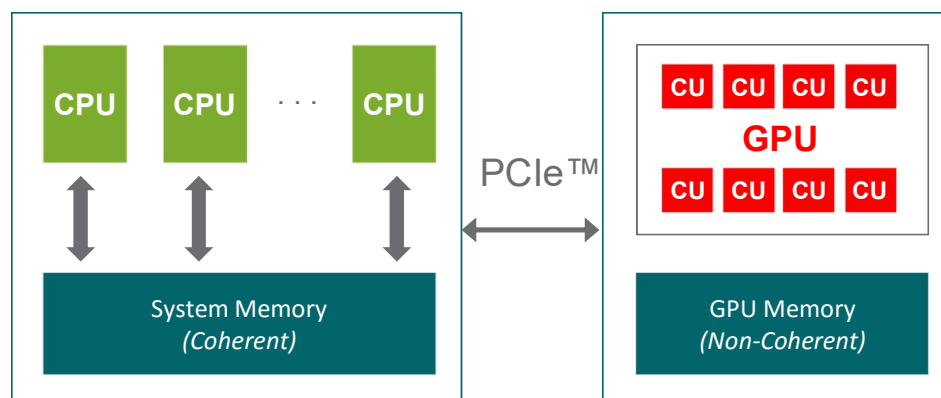 CPU CPU . . . CPU
System Memory
(Coherent)
PCIe™
CU CU CU CU
GPU
CU CU CU CU
GPU Memory
(Non-Coherent)